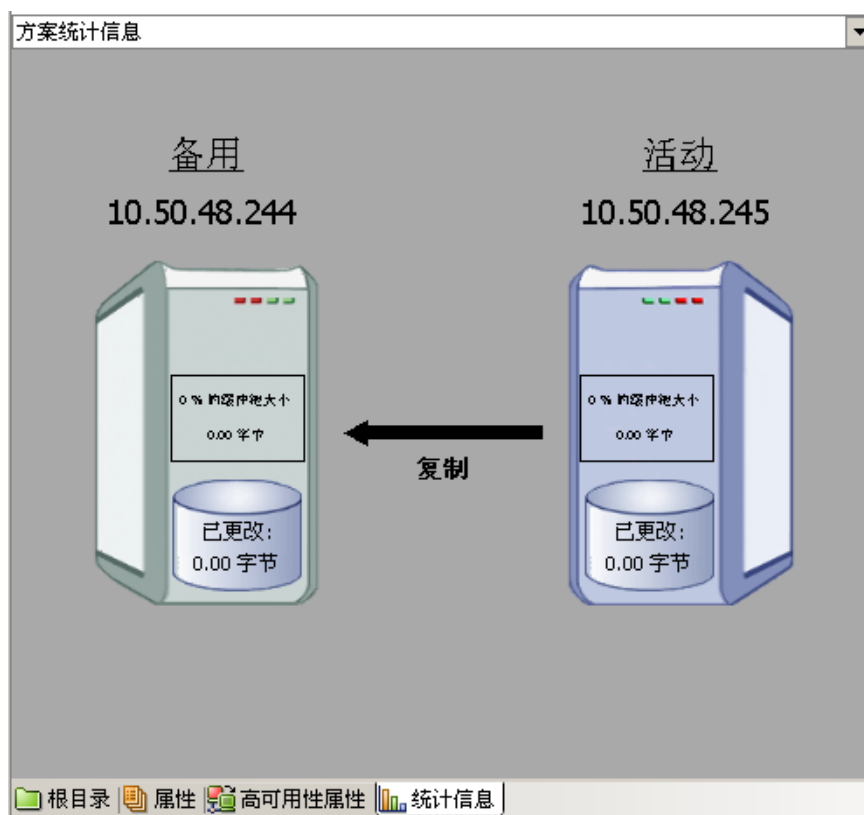 方案统计信息
备用
活动
10.50.48.244
10.50.48.245
0 % 的缓冲池大小
0.00 字节
0 % 的缓冲池大小
0.00 字节
复制
已更改:
0.00 字节
已更改:
0.00 字节
根目录
属性
高可用性属性
统计信息